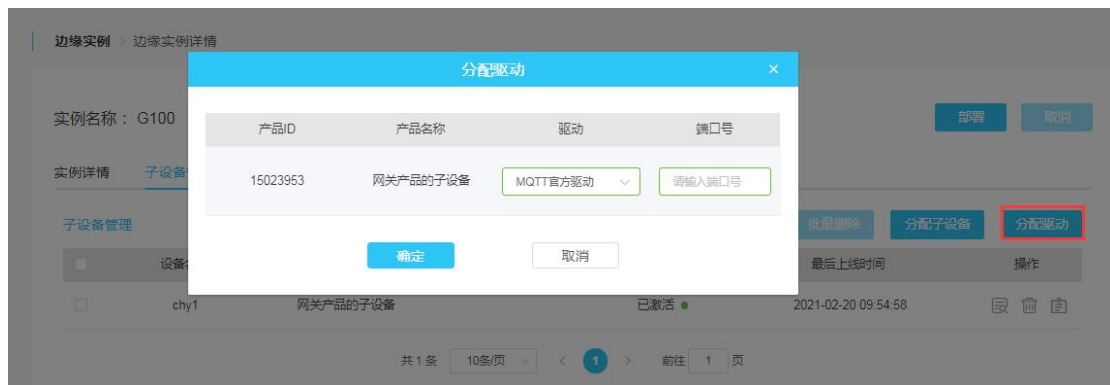 边缘实例 > 边缘实例详情
分配驱动 ×
实例名称： G100
部署 取消
产品ID 产品名称 驱动 端口号
实例详情 子设备
15023953 网关产品的子设备 MQTT官方驱动 请输入端口号
子设备管理 批量删除 分配子设备 分配驱动
确定 取消
设备 最后上线时间 操作
chy1 网关产品的子设备 已激活 2021-02-20 09:54:58
共 1 条 10条/页 < 1 > 前往 1 页